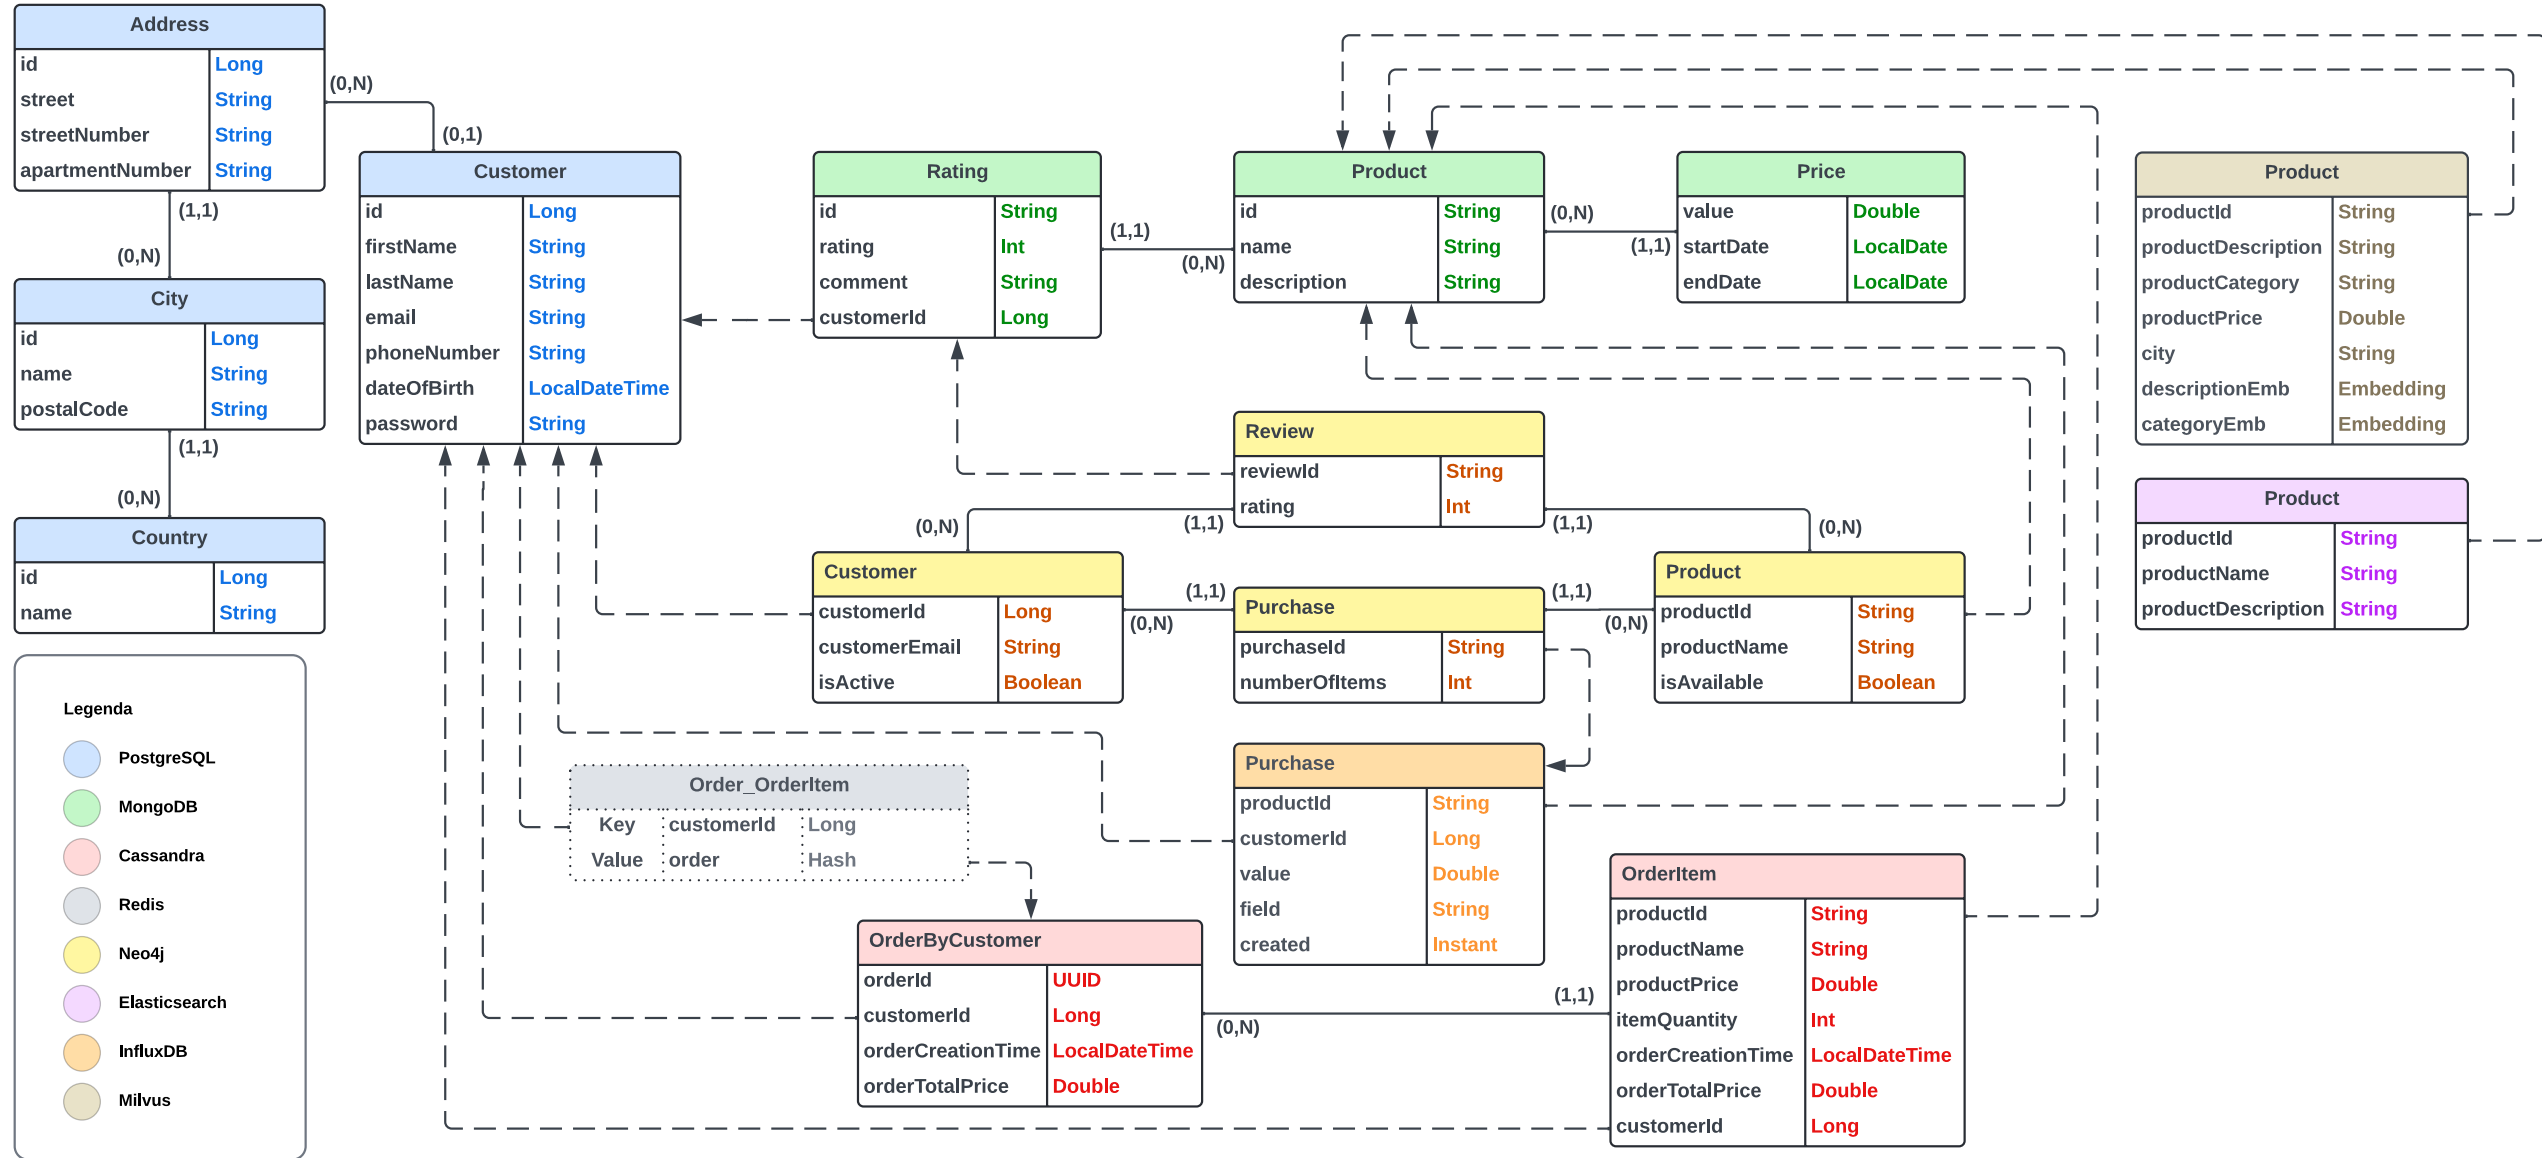 Address
id Long
street String
streetNumber String
apartmentNumber String
(0,N)
(0,1)
(1,1)
(0,N)
City
id Long
name String
postalCode String
(1,1)
(0,N)
Country
id Long
name String
Customer
id Long
firstName String
lastName String
email String
phoneNumber String
dateOfBirth LocalDateTime
password String
Rating
id String
rating Int
comment String
customerId Long
(1,1)
(0,N)
Product
id String
name String
description String
(0,N)
(1,1)
Price
value Double
startDate LocalDate
endDate LocalDate
Product
productId String
productDescription String
productCategory String
productPrice Double
city String
descriptionEmb Embedding
categoryEmb Embedding
Product
productId String
productName String
productDescription String
Review
reviewId String
rating Int
(0,N)
(1,1)
(1,1)
(0,N)
Customer
customerId Long
customerEmail String
isActive Boolean
(1,1)
(0,N)
Purchase
purchaseId String
numberOfItems Int
(1,1)
(0,N)
Product
productId String
productName String
isAvailable Boolean
Order_OrderItem
Key customerId Long
Value order Hash
Purchase
productId String
customerId Long
value Double
field String
created Instant
OrderByCustomer
orderId UUID
customerId Long
orderCreationTime LocalDateTime
orderTotalPrice Double
(0,N)
(1,1)
OrderItem
productId String
productName String
productPrice Double
itemQuantity Int
orderCreationTime LocalDateTime
orderTotalPrice Double
customerId Long
Legenda
PostgreSQL
MongoDB
Cassandra
Redis
Neo4j
Elasticsearch
InfluxDB
Milvus